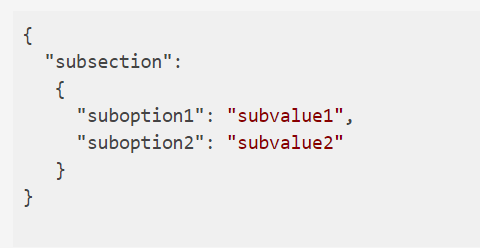 {
  "subsection":
   {
     "suboption1": "subvalue1",
     "suboption2": "subvalue2"
   }
}